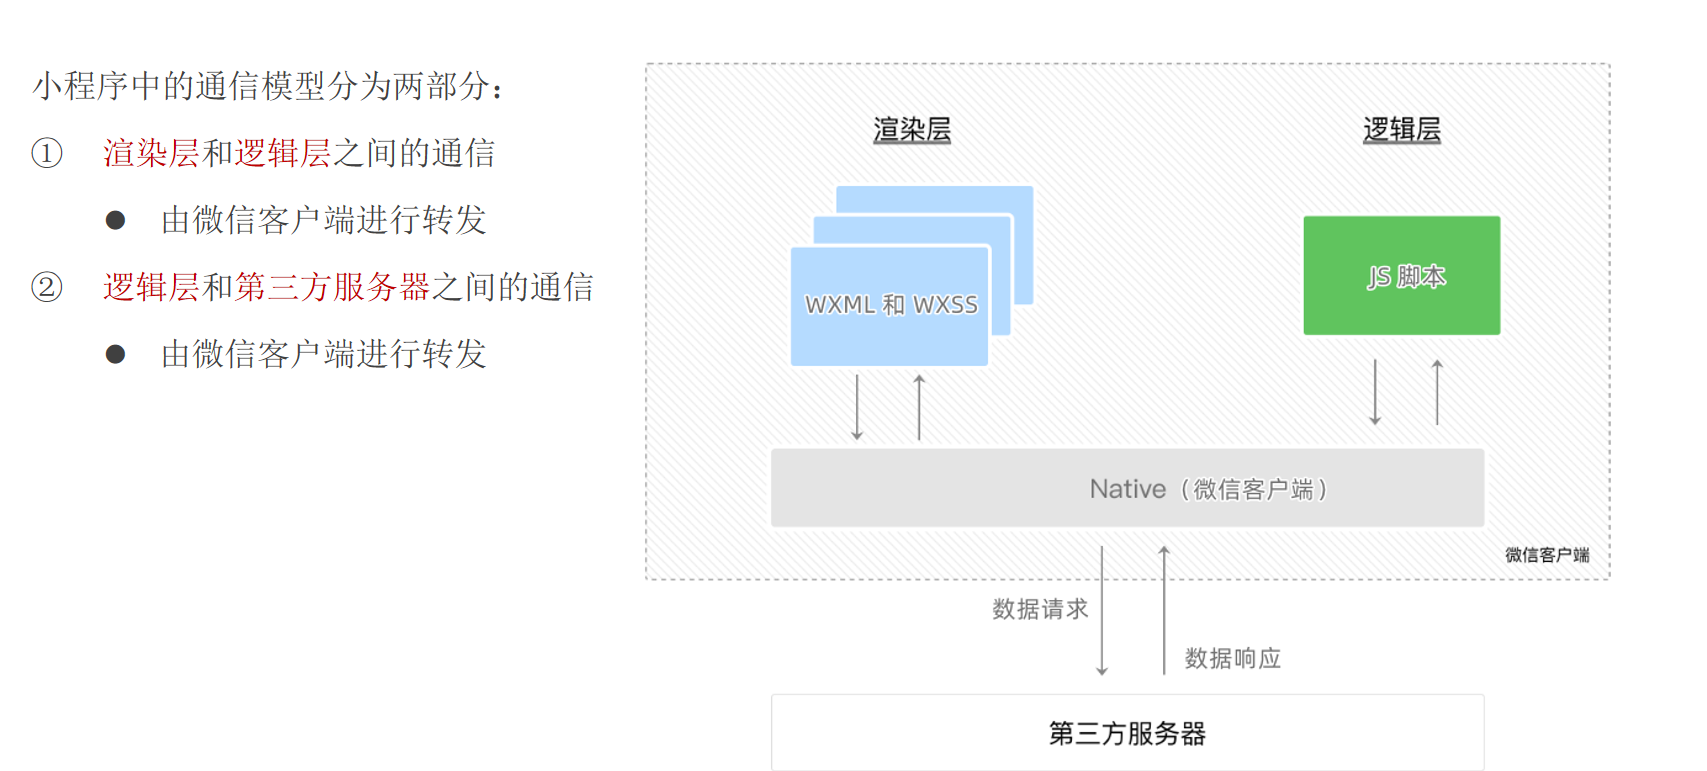 小程序中的通信模型分为两部分：
① 渲染层和逻辑层之间的通信
● 由微信客户端进行转发
② 逻辑层和第三方服务器之间的通信
● 由微信客户端进行转发
渲染层
逻辑层
WXML 和 WXSS
JS 脚本
Native（微信客户端）
微信客户端
数据请求
数据响应
第三方服务器